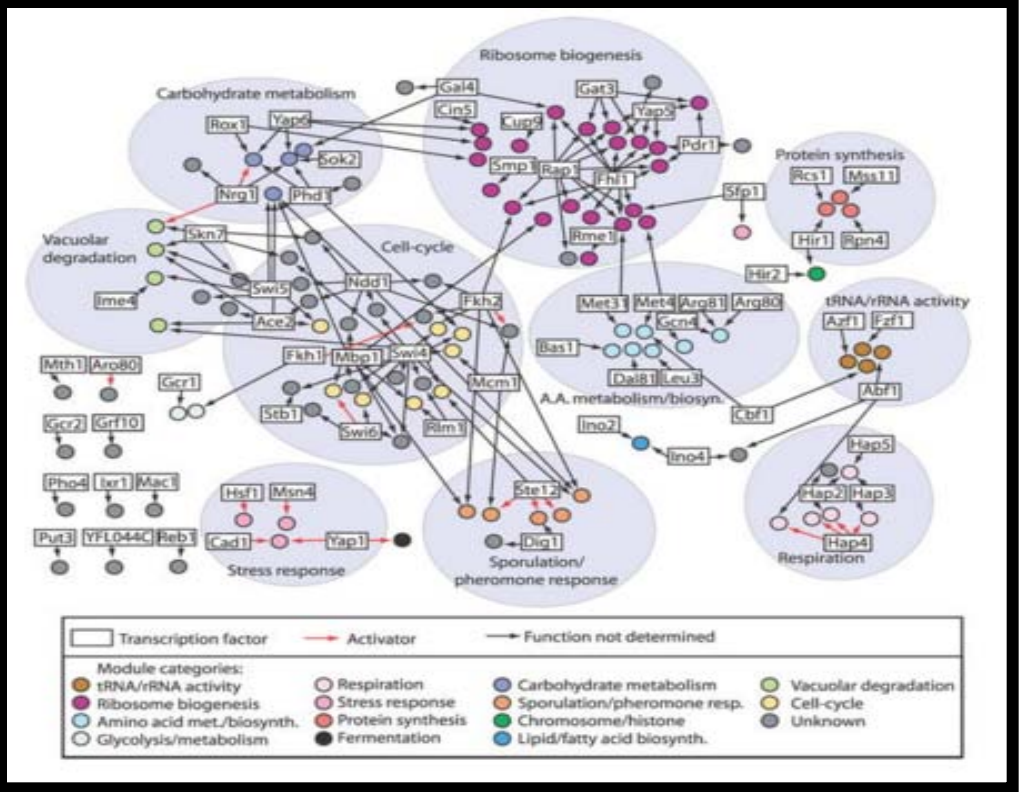 Ribosome biogenesis
Gal4
Gat3
Carbohydrate metabolism
Cin5
Yap5
Rox1
Yap6
Cup9
Pdr1
Sok2
Smp1
Rap1
Protein synthesis
Fhl1
Rcs1
Mss11
Nrg1
Phd1
Sfp1
Skn7
Rme1
Hir1
Rpn4
Vacuolar
degradation
Cell-cycle
Hir2
Ime4
Swi5
Ndd1
Fkh2
Met31
Met4
Arg81
Arg80
tRNA/rRNA activity
Ace2
Gcn4
Azf1
Fzf1
Fkh1
Mbp1
Swi4
Bas1
Mth1
Aro80
Gcr1
Mcm1
Dal81
Leu3
A.A. metabolism/biosyn.
Abf1
Stb1
Cbf1
Gcr2
Grf10
Swi6
Rlm1
Ino2
Hap5
Ino4
Pho4
Ixr1
Mac1
Hsf1
Msn4
Ste12
Hap2
Hap3
Put3
YFL044C
Reb1
Cad1
Yap1
Dig1
Hap4
Respiration
Stress response
Sporulation/
pheromone response
Transcription factor
Activator
Function not determined
Module categories:
tRNA/rRNA activity
Respiration
Carbohydrate metabolism
Vacuolar degradation
Ribosome biogenesis
Stress response
Sporulation/pheromone resp.
Cell-cycle
Amino acid met./biosynth.
Protein synthesis
Chromosome/histone
Unknown
Glycolysis/metabolism
Fermentation
Lipid/fatty acid biosynth.